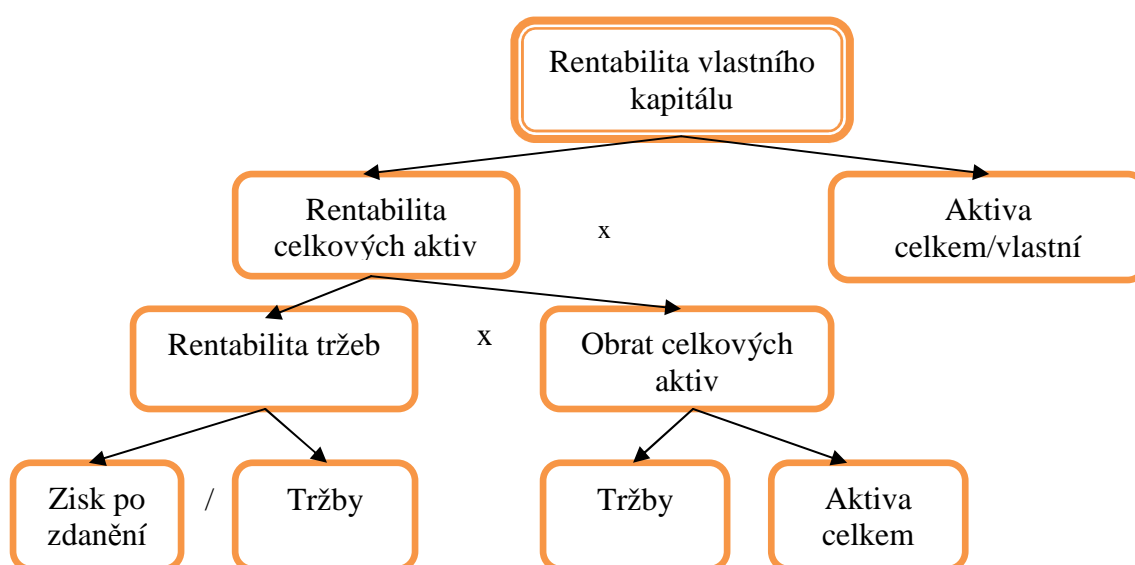 Rentabilita vlastního
kapitálu
Rentabilita
celkových aktiv
x
Aktiva
celkem/vlastní
Rentabilita tržeb
x
Obrat celkových
aktiv
Zisk po
zdanění
/
Tržby
Tržby
Aktiva
celkem